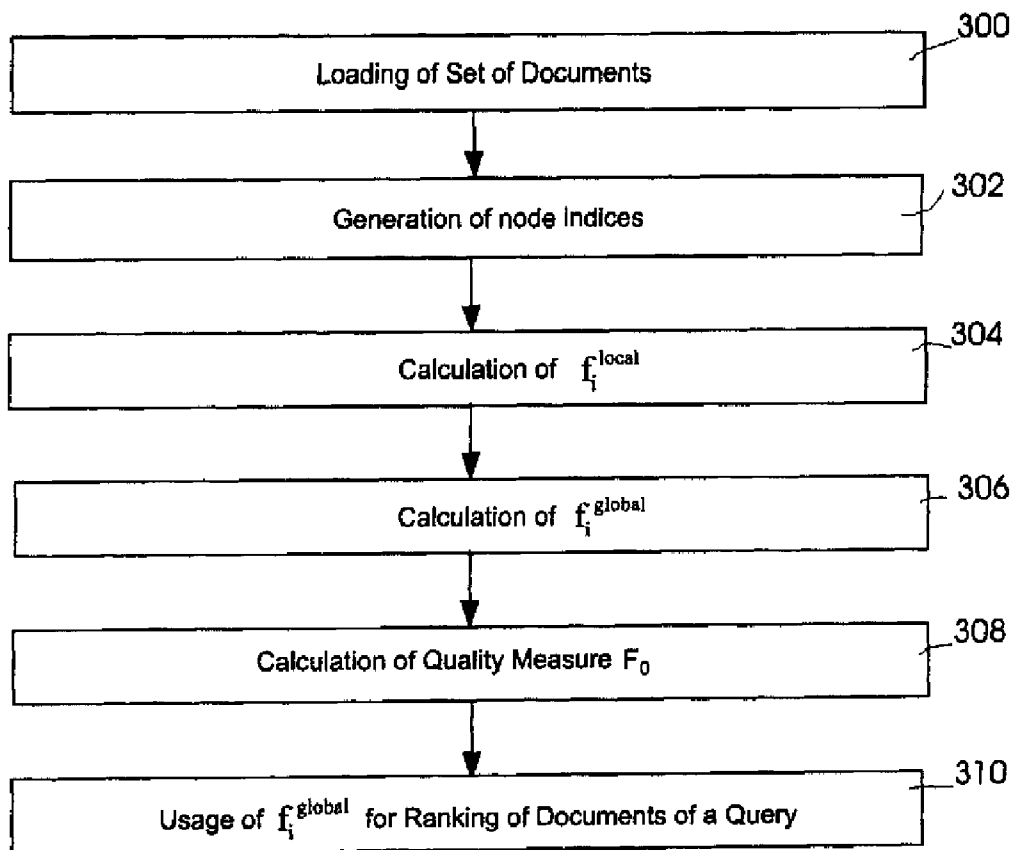 300
Loading of Set of Documents
302
Generation of node indices
304
Calculation of f_i^local
306
Calculation of f_i^global
308
Calculation of Quality Measure F_0
310
Usage of f_i^global for Ranking of Documents of a Query